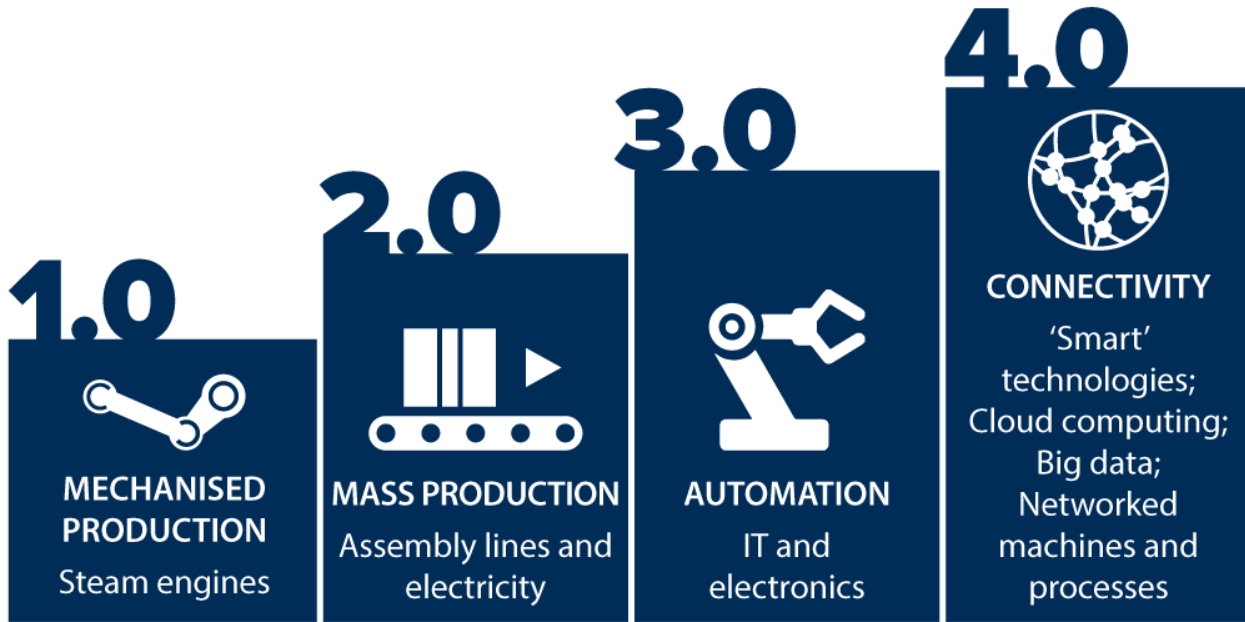 1.0
MECHANISED
PRODUCTION
Steam engines
2.0
MASS PRODUCTION
Assembly lines and
electricity
3.0
AUTOMATION
IT and
electronics
4.0
CONNECTIVITY
‘Smart’
technologies;
Cloud computing;
Big data;
Networked
machines and
processes